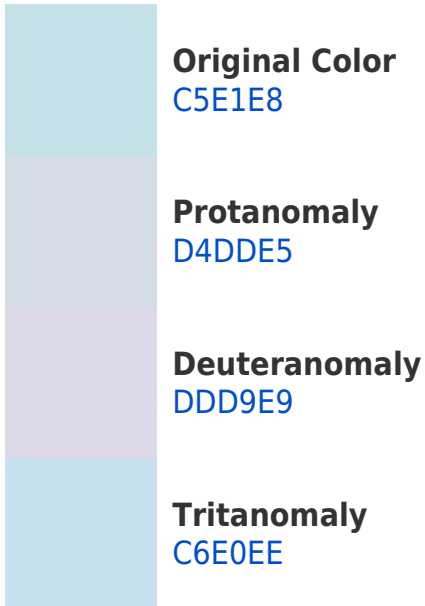 Original Color
C5E1E8
Protanomaly
D4DDE5
Deuteranomaly
DDD9E9
Tritanomaly
C6E0EE